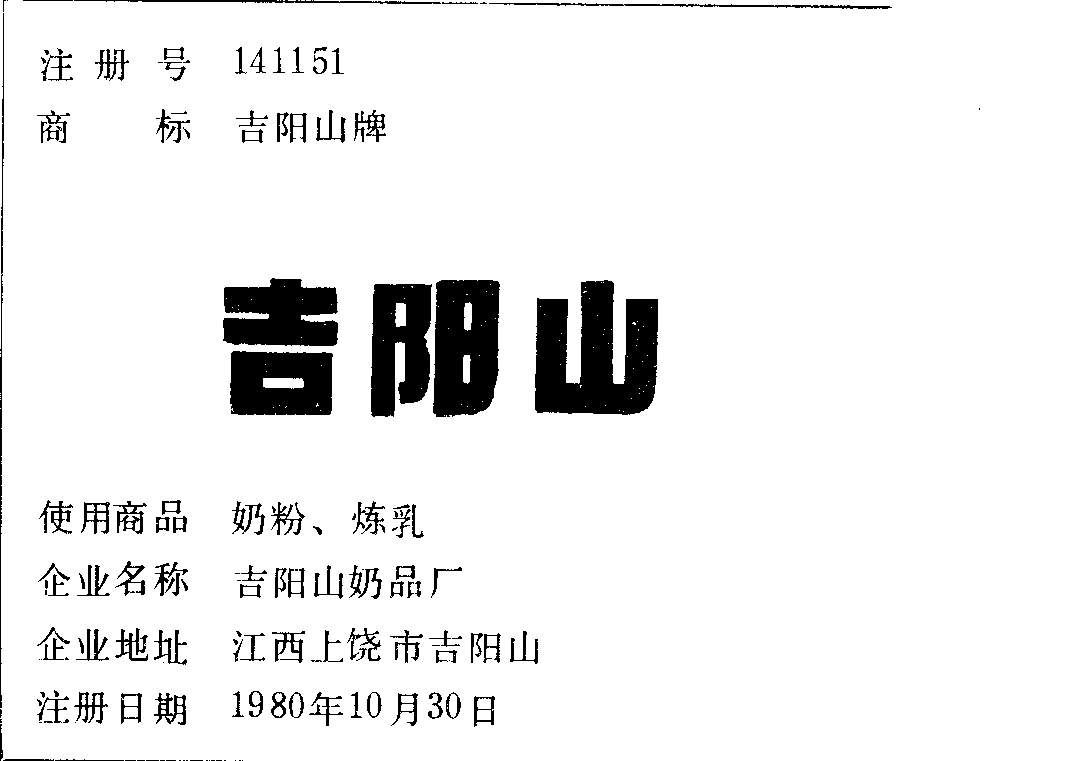 注册号 141151
商标 吉阳山牌
吉阳山
使用商品 奶粉、炼乳
企业名称 吉阳山奶品厂
企业地址 江西上饶市吉阳山
注册日期 1980年10月30日